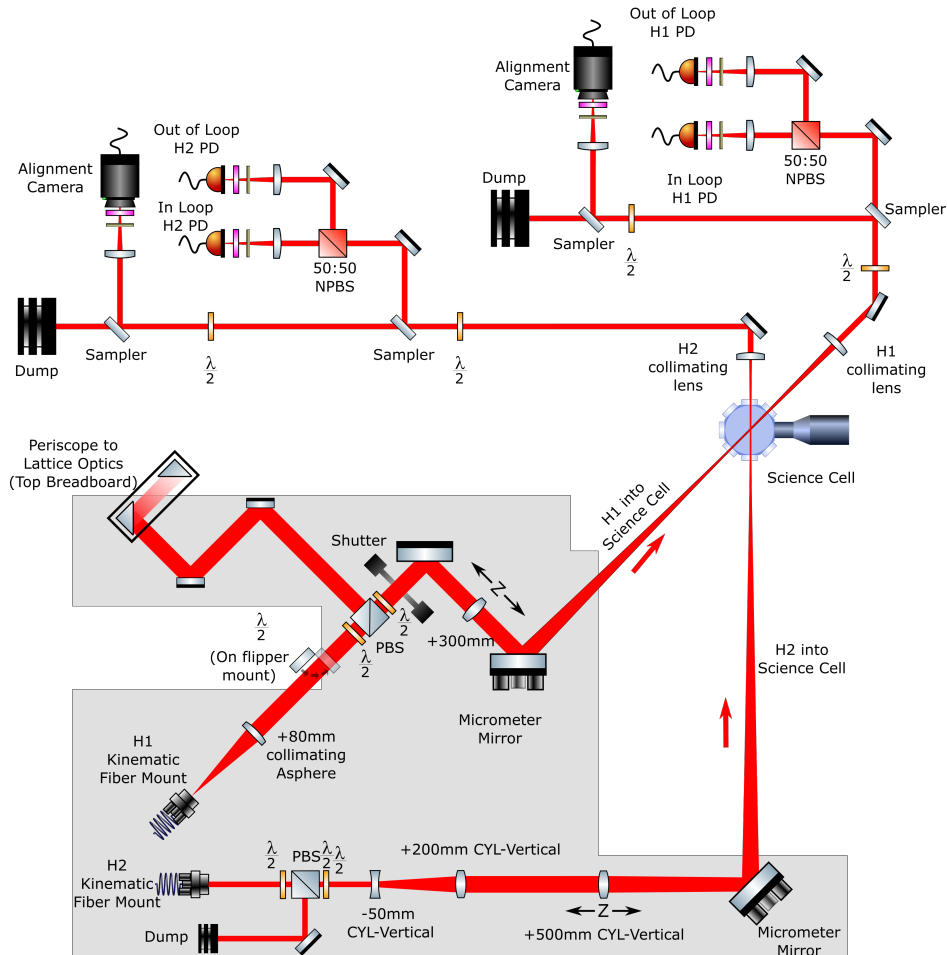 Out of Loop
H1 PD
Alignment
Camera
In Loop
H1 PD
50:50
NPBS
Dump
Sampler
λ
2
Sampler
λ
2
Out of Loop
H2 PD
Alignment
Camera
In Loop
H2 PD
50:50
NPBS
Sampler
Dump
λ
2
Sampler
λ
2
H2
collimating
lens
H1
collimating
lens
Science Cell
Periscope to
Lattice Optics
(Top Breadboard)
Shutter
Z
H1 into
Science Cell
λ
2
PBS
λ
2
λ
2
(On flipper
mount)
+300mm
Micrometer
Mirror
H2 into
Science Cell
+80mm
collimating
Asphere
H1
Kinematic
Fiber Mount
H2
Kinematic
Fiber Mount
λ
2
PBS
λ
2
λ
2
+200mm CYL-Vertical
-50mm
CYL-Vertical
Z
+500mm CYL-Vertical
Dump
Micrometer
Mirror